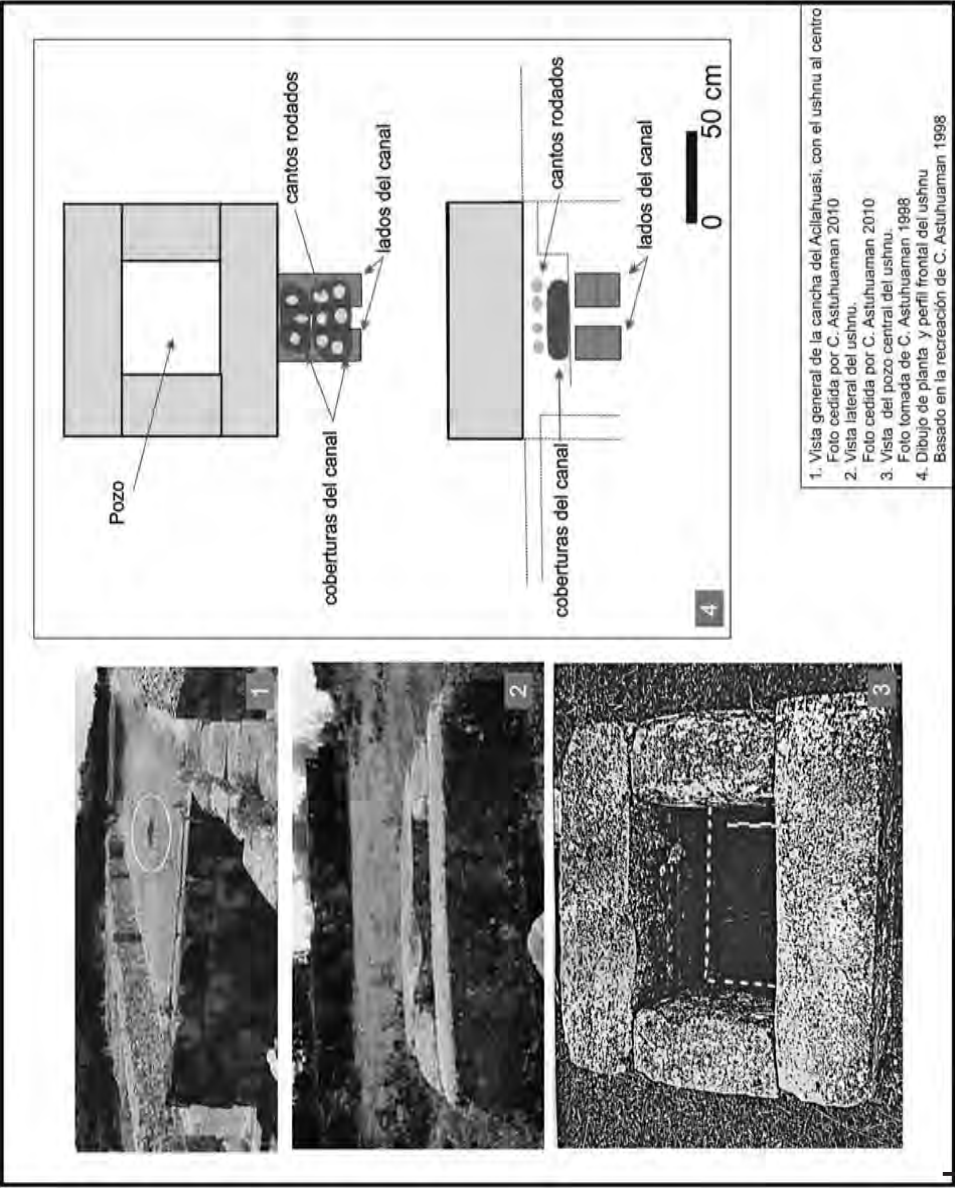 1
2
3
4
Pozo
cantos rodados
lados del canal
coberturas del canal
cantos rodados
coberturas del canal
lados del canal
0 50 cm
1. Vista general de la cancha del Acllahuasi, con el ushnu al centro
Foto cedida por C. Astuhuaman 2010
2. Vista lateral del ushnu.
Foto cedida por C. Astuhuaman 2010
3. Vista del pozo central del ushnu.
Foto tomada de C. Astuhuaman 1998
4. Dibujo de planta y perfil frontal del ushnu
Basado en la recreación de C. Astuhuaman 1998